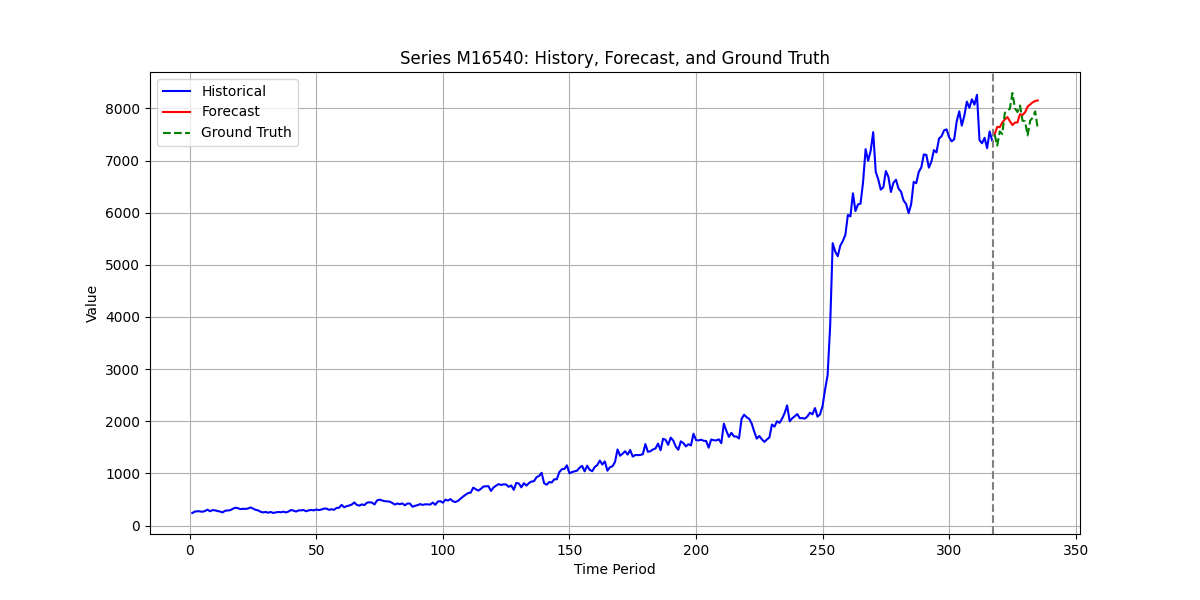 Series M16540: History, Forecast, and Ground Truth
Historical
Forecast
Ground Truth
Value
8000
7000
6000
5000
4000
3000
2000
1000
0
0 50 100 150 200 250 300 350
Time Period